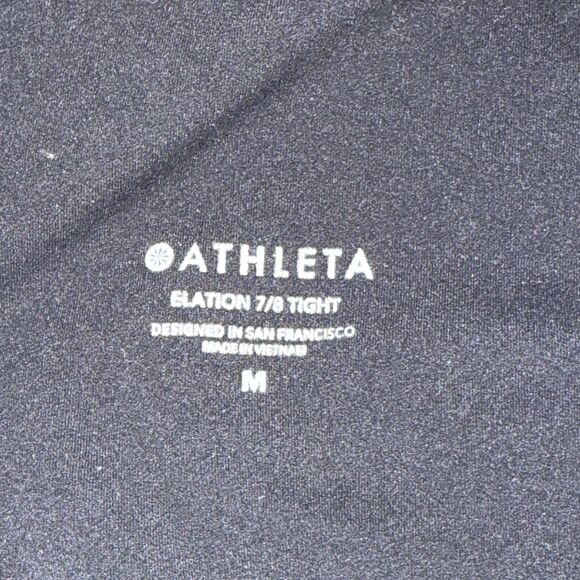 ATHLETA
ELATION 7/8 TIGHT
DESIGNED IN SAN FRANCISCO
MADE IN VIETNAM
M